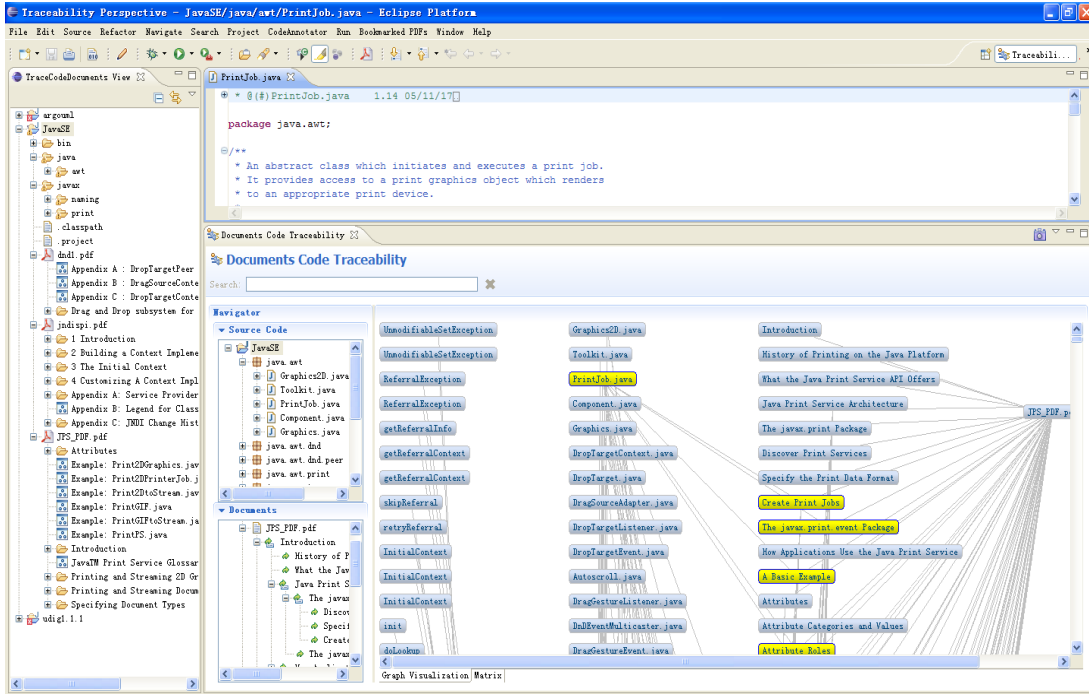 Traceability Perspective - JavaSE/java/awt/PrintJob.java - Eclipse Platform
File Edit Source Refactor Navigate Search Project CodeAnnotator Run Bookmarked PDFs Window Help
Traceabili...
TraceCodeDocuments View
argouml
JavaSE
bin
java
awt
javax
naming
print
.classpath
.project
dnd1.pdf
Appendix A : DropTargetPeer
Appendix B : DragSourceConte
Appendix C : DropTargetConte
Drag and Drop subsystem for
jndispi.pdf
1 Introduction
2 Building a Context Impleme
3 The Initial Context
4 Customizing A Context Impl
Appendix A: Service Provider
Appendix B: Legend for Class
Appendix C: JNDI Change Hist
JPS_PDF.pdf
Attributes
Example: Print2DGraphics.jav
Example: Print2DPrinterJob.j
Example: Print2DtoStream.jav
Example: PrintGIF.java
Example: PrintGIFtoStream.ja
Example: PrintPS.java
Introduction
JavaTM Print Service Glossar
Printing and Streaming 2D Gr
Printing and Streaming Docum
Specifying Document Types
udig1.1.1
PrintJob.java
* @(#)PrintJob.java 1.14 05/11/17
package java.awt;
/**
* An abstract class which initiates and executes a print job.
* It provides access to a print graphics object which renders
* to an appropriate print device.
Documents Code Traceability
Documents Code Traceability
Search:
Navigator
Source Code
JavaSE
java.awt
Graphics2D.java
Toolkit.java
PrintJob.java
Component.java
Graphics.java
java.awt.dnd
java.awt.dnd.peer
java.awt.print
Documents
JPS_PDF.pdf
Introduction
History of P
What the Jav
Java Print S
The javax
Discov
Specif
Create
The javax
UnmodifiableSetException
UnmodifiableSetException
ReferralException
ReferralException
getReferralInfo
getReferralContext
getReferralContext
skipReferral
retryReferral
InitialContext
InitialContext
InitialContext
init
doLookup
Graphics2D.java
Toolkit.java
PrintJob.java
Component.java
Graphics.java
DropTargetContext.java
DropTarget.java
DragSourceAdapter.java
DropTargetListener.java
DropTargetEvent.java
Autoscroll.java
DragGestureListener.java
DnDEventMulticaster.java
DragGestureEvent.java
Introduction
History of Printing on the Java Platform
What the Java Print Service API Offers
Java Print Service Architecture
The javax.print Package
Discover Print Services
Specify the Print Data Format
Create Print Jobs
The javax.print.event Package
How Applications Use the Java Print Service
A Basic Example
Attributes
Attribute Categories and Values
Attribute Roles
JPS_PDF.p
Graph Visualization Matrix